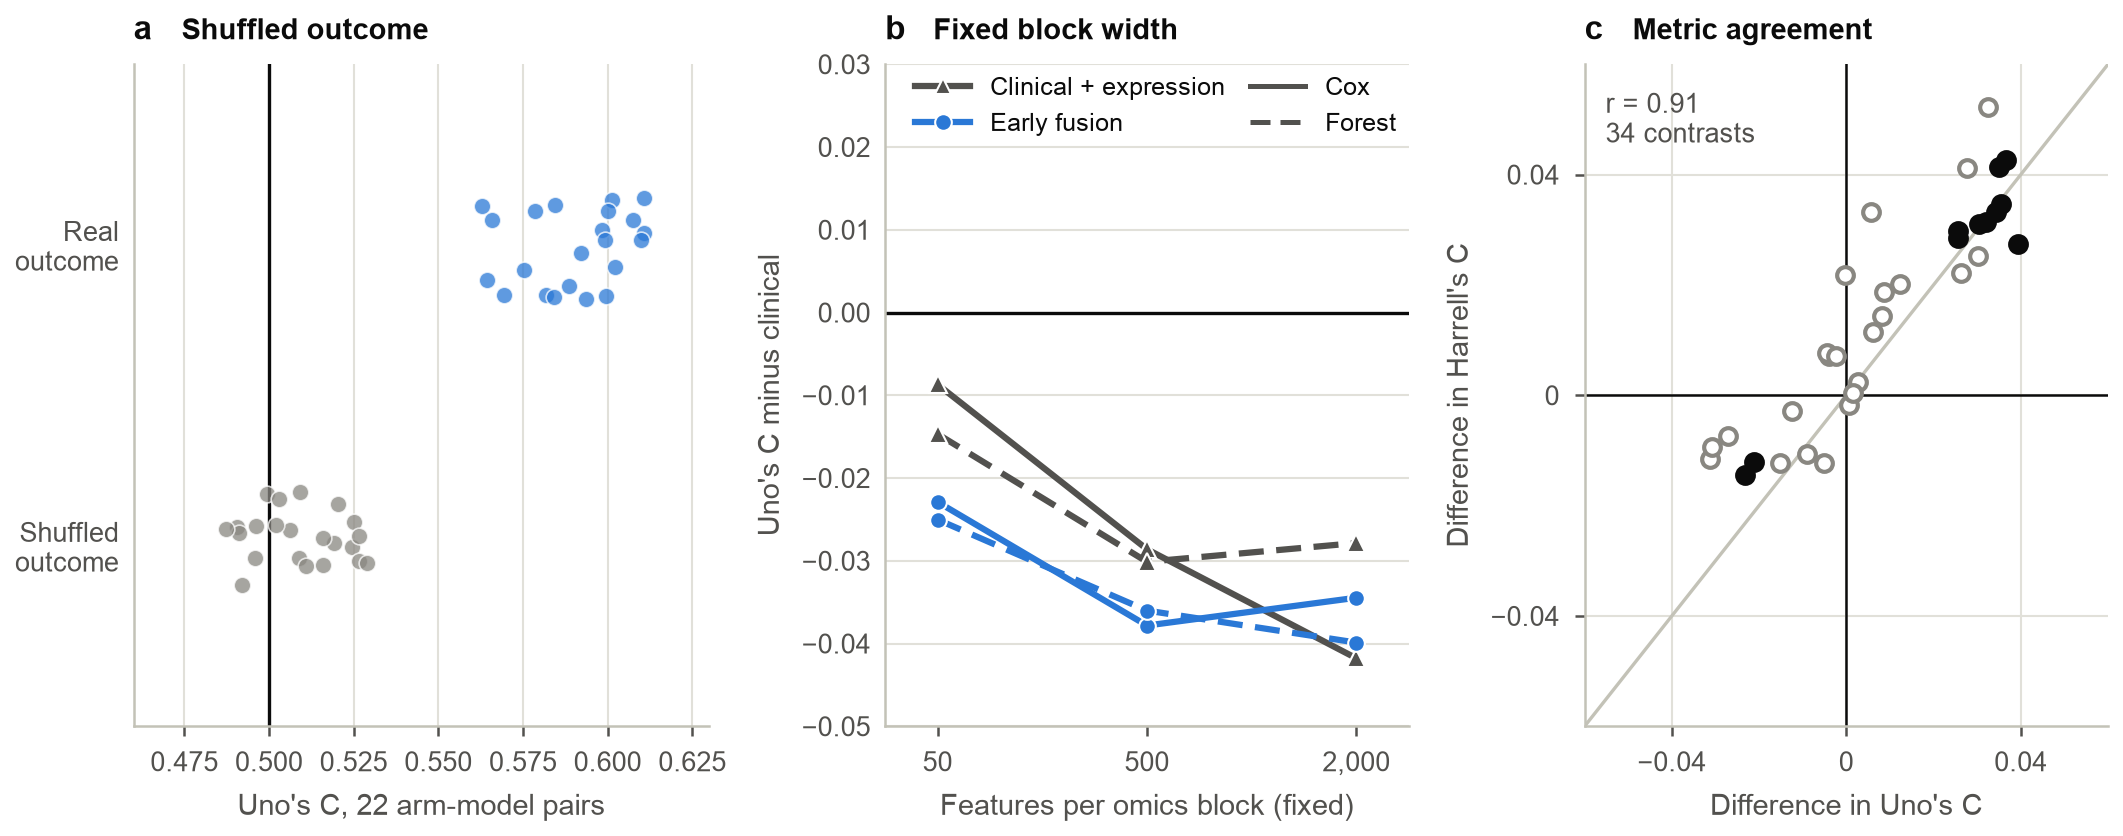 a Shuffled outcome
Real
outcome
Shuffled
outcome
0.475 0.500 0.525 0.550 0.575 0.600 0.625
Uno's C, 22 arm-model pairs
b Fixed block width
Clinical + expression
Early fusion
Cox
Forest
Uno's C minus clinical
0.03
0.02
0.01
0.00
−0.01
−0.02
−0.03
−0.04
−0.05
50 500 2,000
Features per omics block (fixed)
c Metric agreement
r = 0.91
34 contrasts
Difference in Harrell's C
0.04
0
−0.04
−0.04 0 0.04
Difference in Uno's C